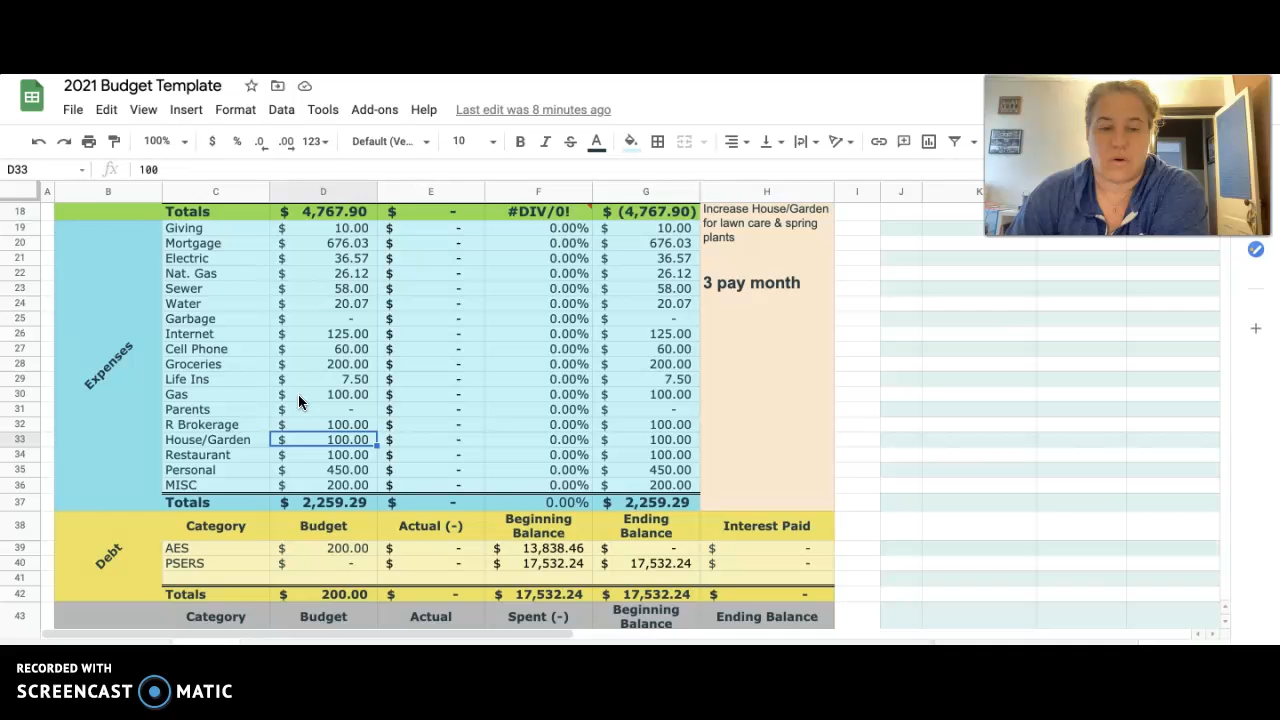 2021 Budget Template
File Edit View Insert Format Data Tools Add-ons Help Last edit was 8 minutes ago
100% $ % .0 .00 123 Default (Ve... 10 B I S A
D33 fx 100
A B C D E F G H I J K
18 Totals $ 4,767.90 $ - #DIV/0! $ (4,767.90) Increase House/Garden
for lawn care & spring
plants
19 Giving $ 10.00 $ - 0.00% $ 10.00
20 Mortgage $ 676.03 $ - 0.00% $ 676.03
21 Electric $ 36.57 $ - 0.00% $ 36.57
22 Nat. Gas $ 26.12 $ - 0.00% $ 26.12
3 pay month
23 Sewer $ 58.00 $ - 0.00% $ 58.00
24 Water $ 20.07 $ - 0.00% $ 20.07
25 Garbage $ - $ - 0.00% $ -
26 Internet $ 125.00 $ - 0.00% $ 125.00
27 Cell Phone $ 60.00 $ - 0.00% $ 60.00
28 Groceries $ 200.00 $ - 0.00% $ 200.00
29 Life Ins $ 7.50 $ - 0.00% $ 7.50
Expenses
30 Gas $ 100.00 $ - 0.00% $ 100.00
31 Parents $ - $ - 0.00% $ -
32 R Brokerage $ 100.00 $ - 0.00% $ 100.00
33 House/Garden $ 100.00 $ - 0.00% $ 100.00
34 Restaurant $ 100.00 $ - 0.00% $ 100.00
35 Personal $ 450.00 $ - 0.00% $ 450.00
36 MISC $ 200.00 $ - 0.00% $ 200.00
37 Totals $ 2,259.29 $ - 0.00% $ 2,259.29
38 Category Budget Actual (-) Beginning Balance Ending Balance Interest Paid
39 AES $ 200.00 $ - $ 13,838.46 $ - $ -
Debt
40 PSERS $ - $ - $ 17,532.24 $ 17,532.24 $ -
41
42 Totals $ 200.00 $ - $ 17,532.24 $ 17,532.24 $ -
43 Category Budget Actual Spent (-) Beginning Balance Ending Balance
RECORDED WITH
SCREENCAST MATIC